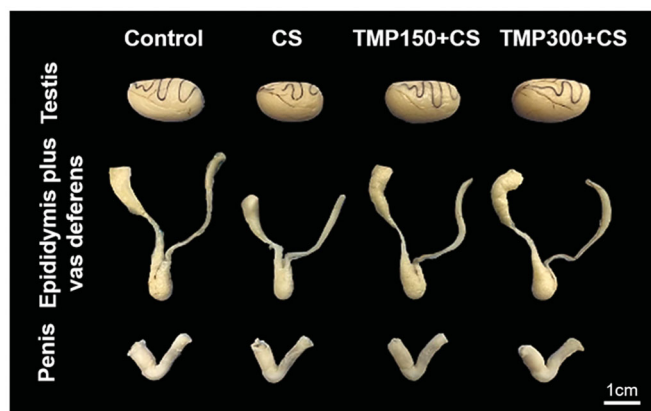 Control CS TMP150+CS TMP300+CS
Testis
Epididymis plus
vas deferens
Penis
1cm